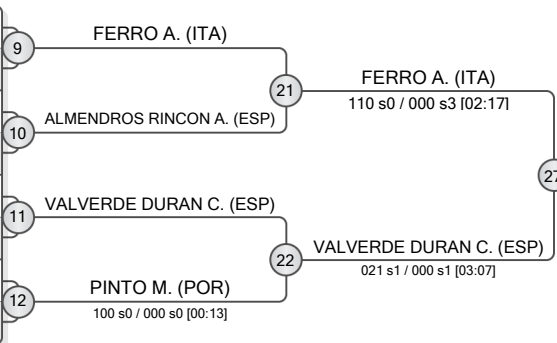 9
FERRO A. (ITA)
21
FERRO A. (ITA)
110 s0 / 000 s3 [02:17]
10
ALMENDROS RINCON A. (ESP)
27
11
VALVERDE DURAN C. (ESP)
22
VALVERDE DURAN C. (ESP)
021 s1 / 000 s1 [03:07]
12
PINTO M. (POR)
100 s0 / 000 s0 [00:13]